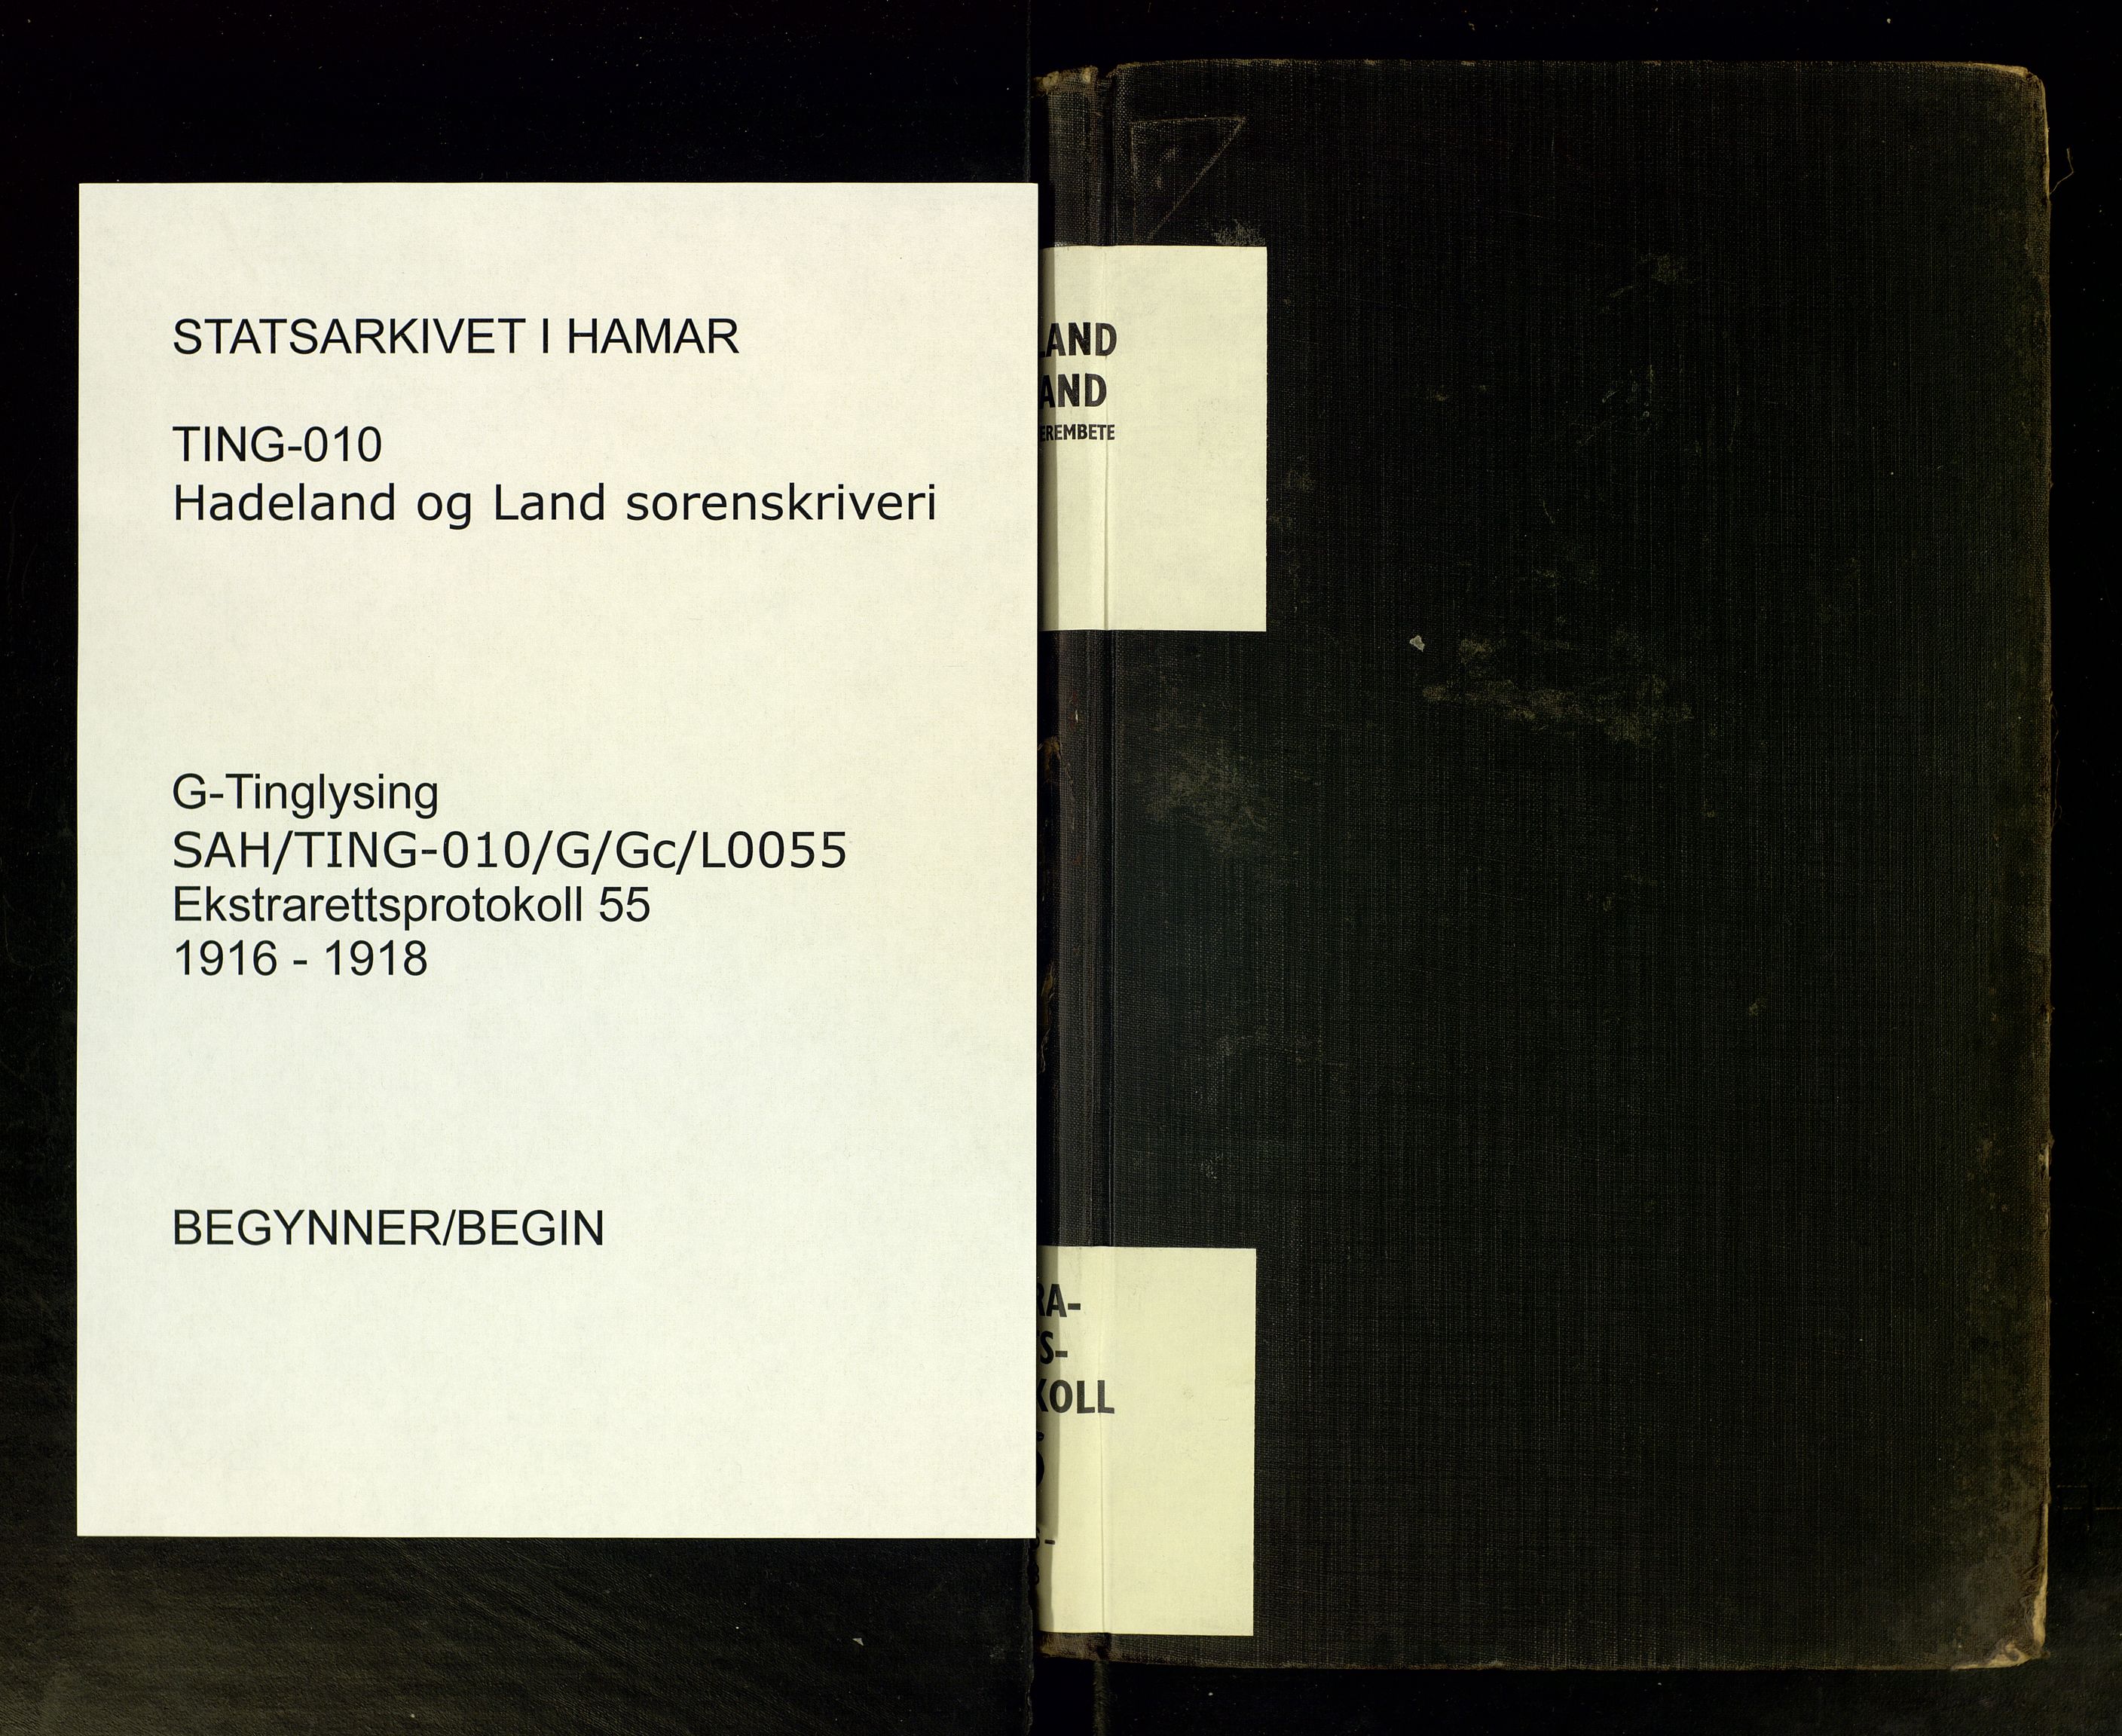 STATSARKIVET I HAMAR
TING-010
Hadeland og Land sorenskriveri
G-Tinglysing
SAH/TING-010/G/Gc/L0055
Ekstrarettsprotokoll 55
1916 - 1918
BEGYNNER/BEGIN
LAND
AND
EREMBETE
RA-
S-
KOLL